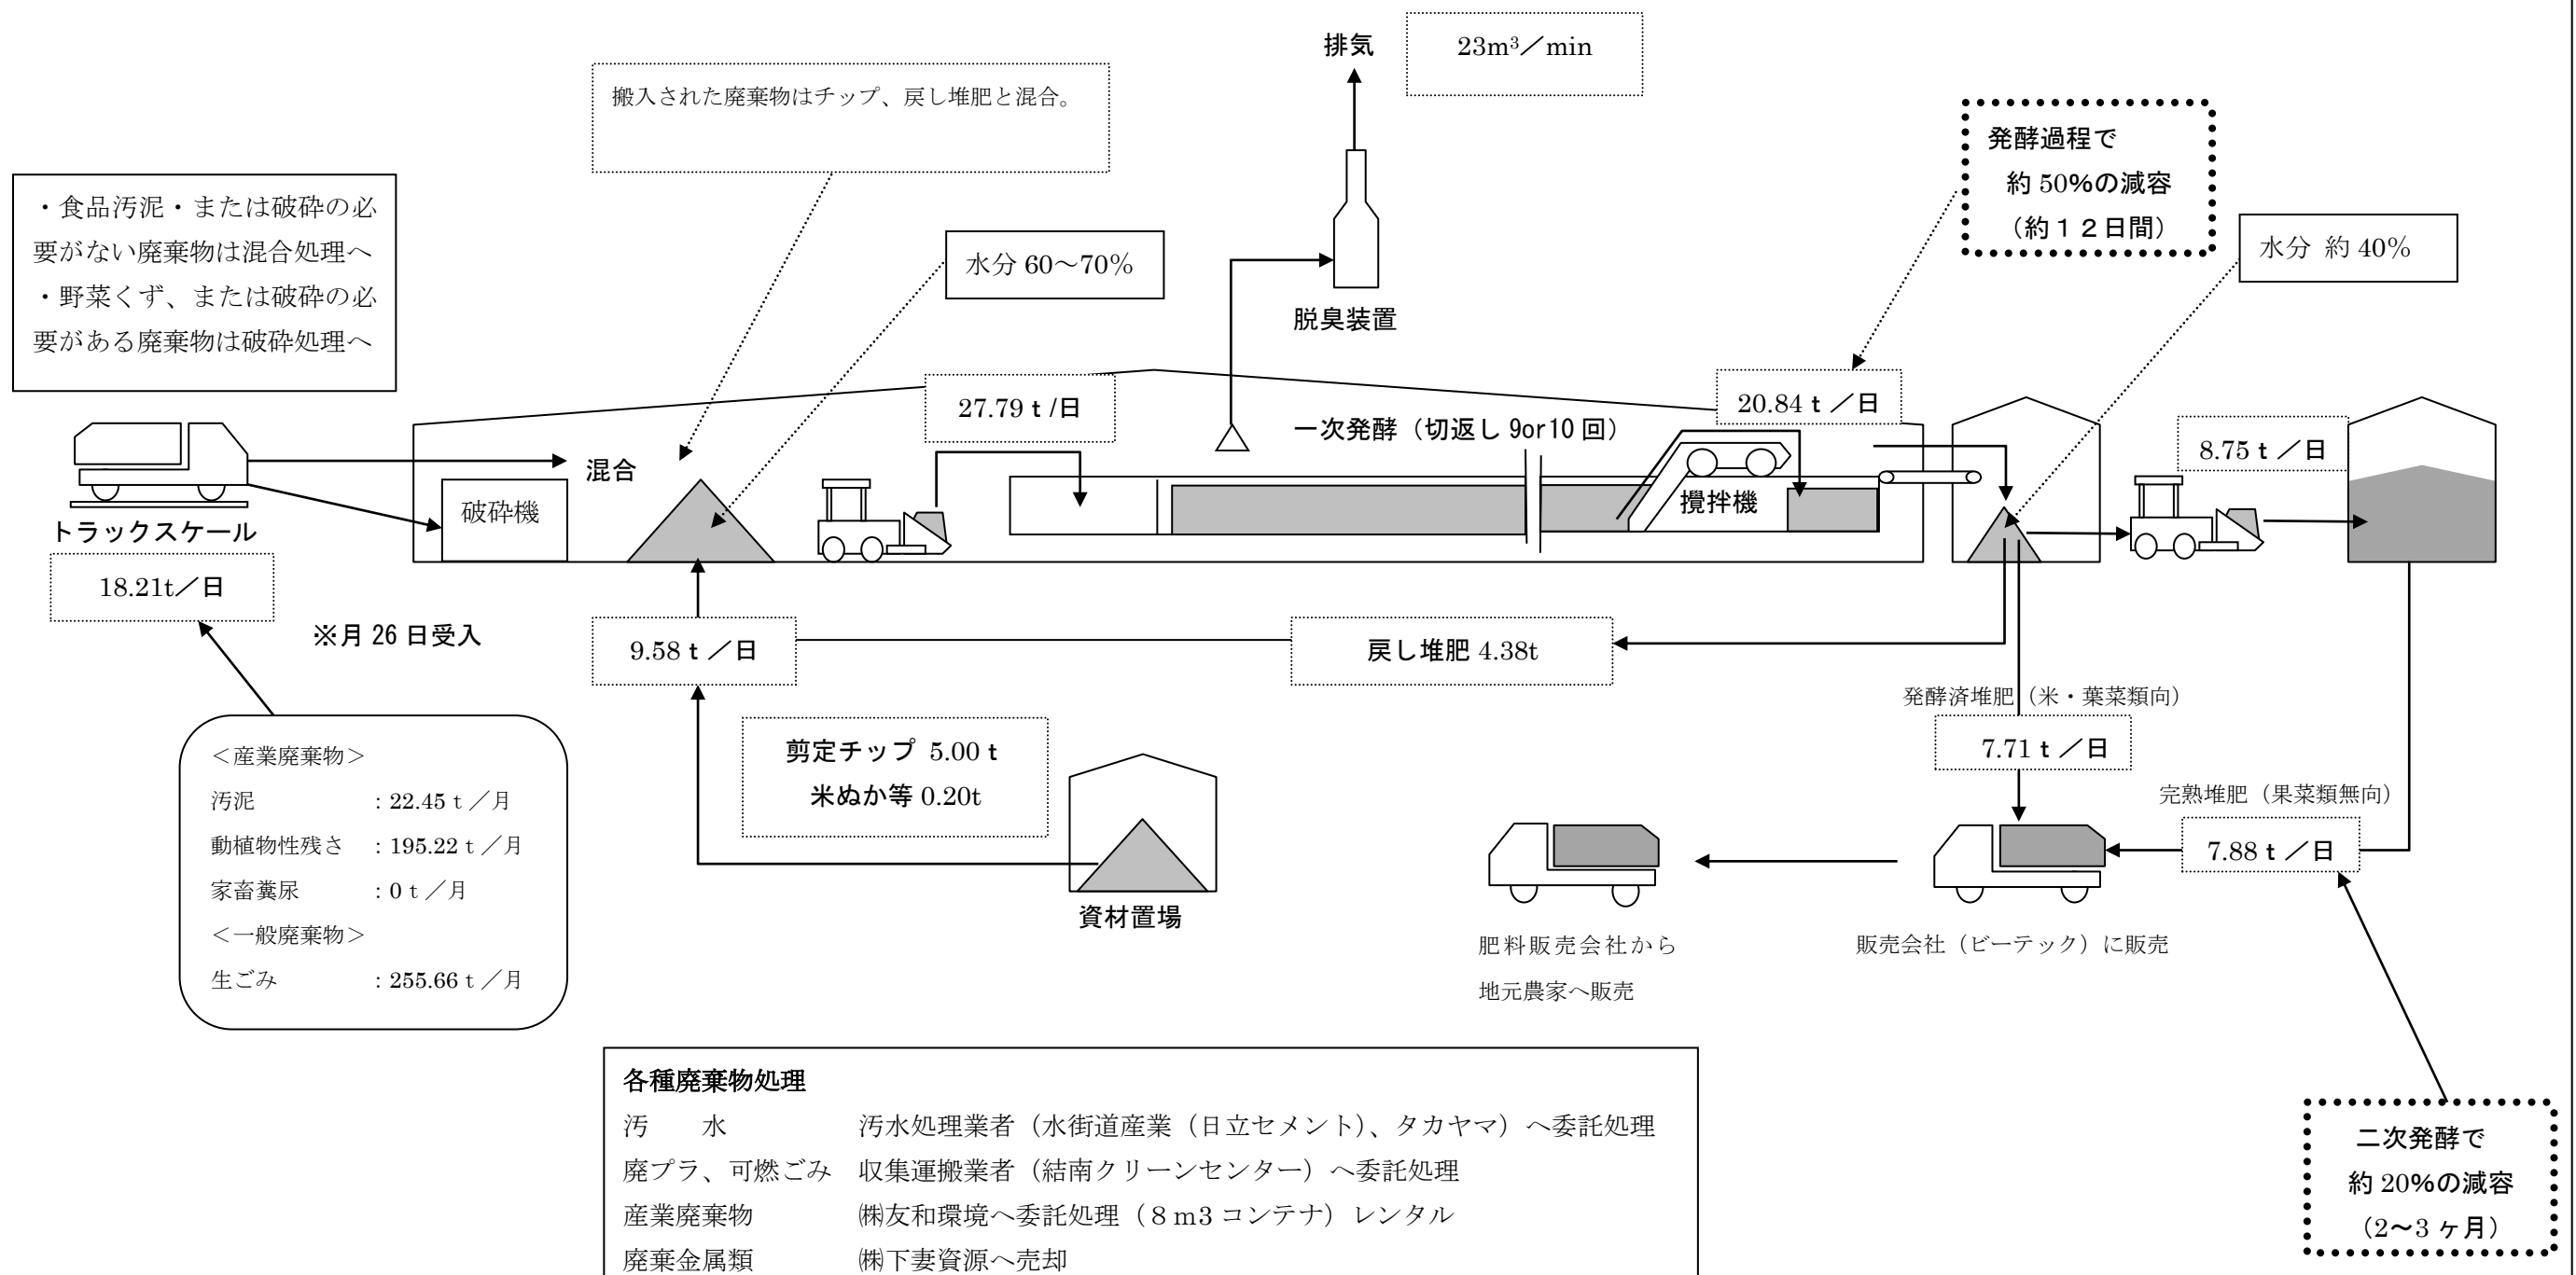 排気
23m³／min
搬入された廃棄物はチップ、戻し堆肥と混合。
発酵過程で
約 50%の減容
（約１２日間）
・食品汚泥・または破砕の必
要がない廃棄物は混合処理へ
・野菜くず、または破砕の必
要がある廃棄物は破砕処理へ
水分 60～70%
水分 約 40%
脱臭装置
27.79 t /日
一次発酵（切返し 9or10 回）
20.84 t ／日
8.75 t ／日
混合
破砕機
攪拌機
トラックスケール
18.21t／日
※月 26 日受入
9.58 t ／日
戻し堆肥 4.38t
発酵済堆肥（米・葉菜類向）
7.71 t ／日
剪定チップ 5.00 t
米ぬか等 0.20t
資材置場
完熟堆肥（果菜類無向）
7.88 t ／日
＜産業廃棄物＞
汚泥 : 22.45 t ／月
動植物性残さ : 195.22 t ／月
家畜糞尿 : 0 t ／月
＜一般廃棄物＞
生ごみ : 255.66 t ／月
肥料販売会社から
地元農家へ販売
販売会社（ビーテック）に販売
各種廃棄物処理
汚　　水　汚水処理業者（水街道産業（日立セメント）、タカヤマ）へ委託処理
廃プラ、可燃ごみ　収集運搬業者（結南クリーンセンター）へ委託処理
産業廃棄物　㈱友和環境へ委託処理（８ｍ3 コンテナ）レンタル
廃棄金属類　㈱下妻資源へ売却
二次発酵で
約 20%の減容
（2～3 ヶ月）